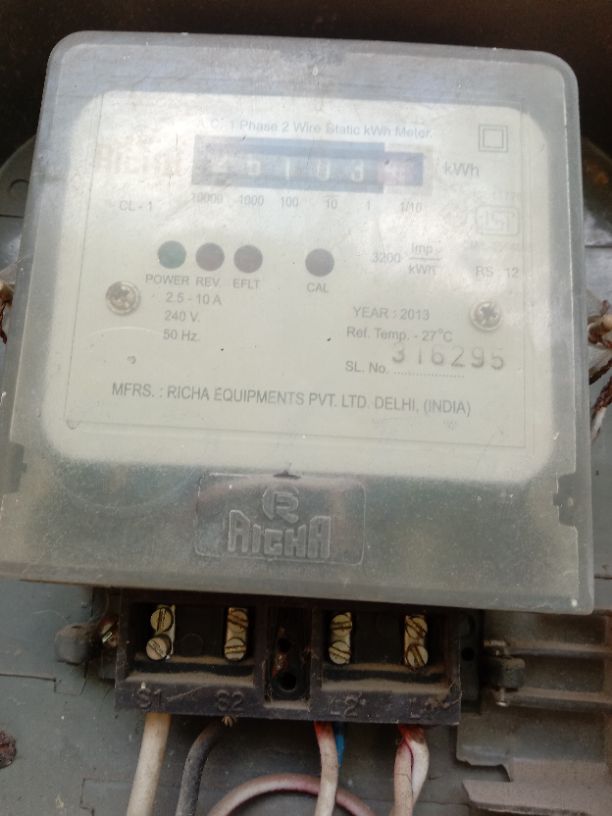 A.C. 1 Phase 2 Wire Static kWh Meter.
kWh
CL - 1
10000 1000 100 10 1 1/10
3200 Imp kWh
RS 12
POWER REV. EFLT CAL
2.5 - 10 A
240 V.
50 Hz.
YEAR : 2013
Ref. Temp. - 27°C
SL. No. 316295
MFRS. : RICHA EQUIPMENTS PVT. LTD. DELHI, (INDIA)
R
RICHA
S1 S2 L2